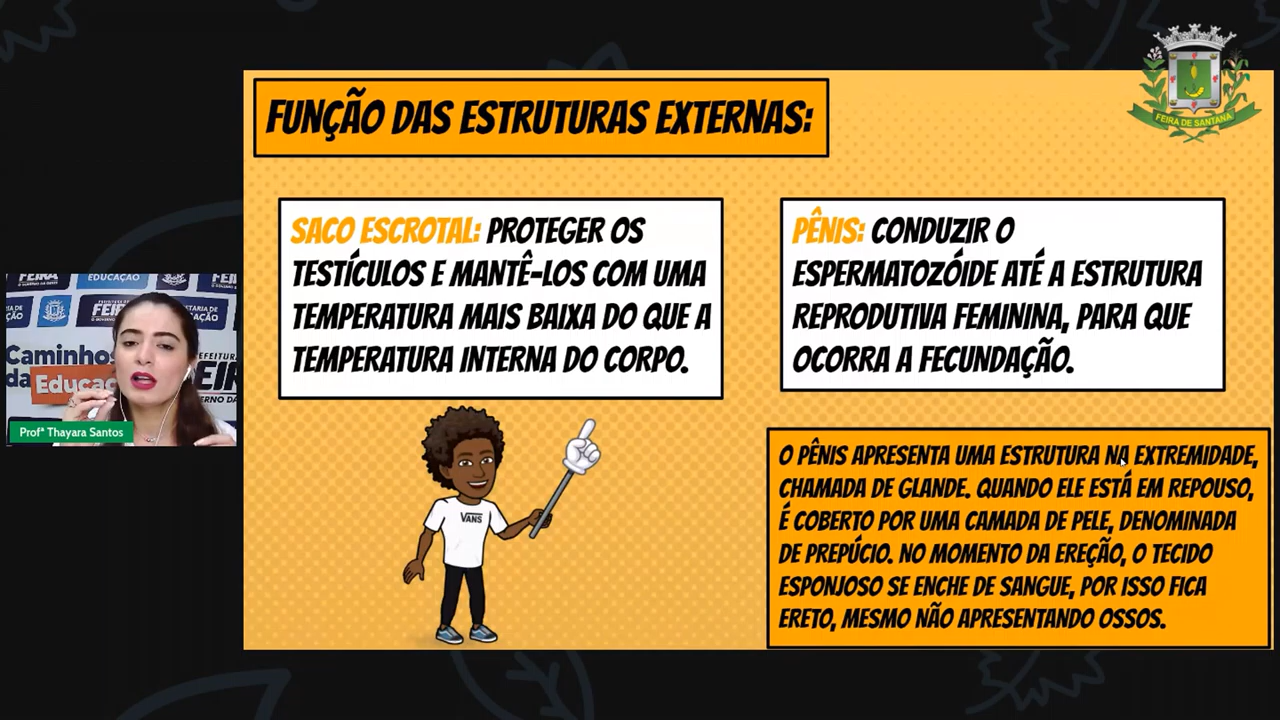 FEIRA DE SANTANA
FUNÇÃO DAS ESTRUTURAS EXTERNAS:
SACO ESCROTAL: PROTEGER OS
TESTÍCULOS E MANTÊ-LOS COM UMA
TEMPERATURA MAIS BAIXA DO QUE A
TEMPERATURA INTERNA DO CORPO.
PÊNIS: CONDUZIR O
ESPERMATOZÓIDE ATÉ A ESTRUTURA
REPRODUTIVA FEMININA, PARA QUE
OCORRA A FECUNDAÇÃO.
O PÊNIS APRESENTA UMA ESTRUTURA NA EXTREMIDADE,
CHAMADA DE GLANDE. QUANDO ELE ESTÁ EM REPOUSO,
É COBERTO POR UMA CAMADA DE PELE, DENOMINADA
DE PREPÚCIO. NO MOMENTO DA EREÇÃO, O TECIDO
ESPONJOSO SE ENCHE DE SANGUE, POR ISSO FICA
ERETO, MESMO NÃO APRESENTANDO OSSOS.
VANS
EDUCAÇÃO
Caminhos
da Educaç
Profª Thayara Santos